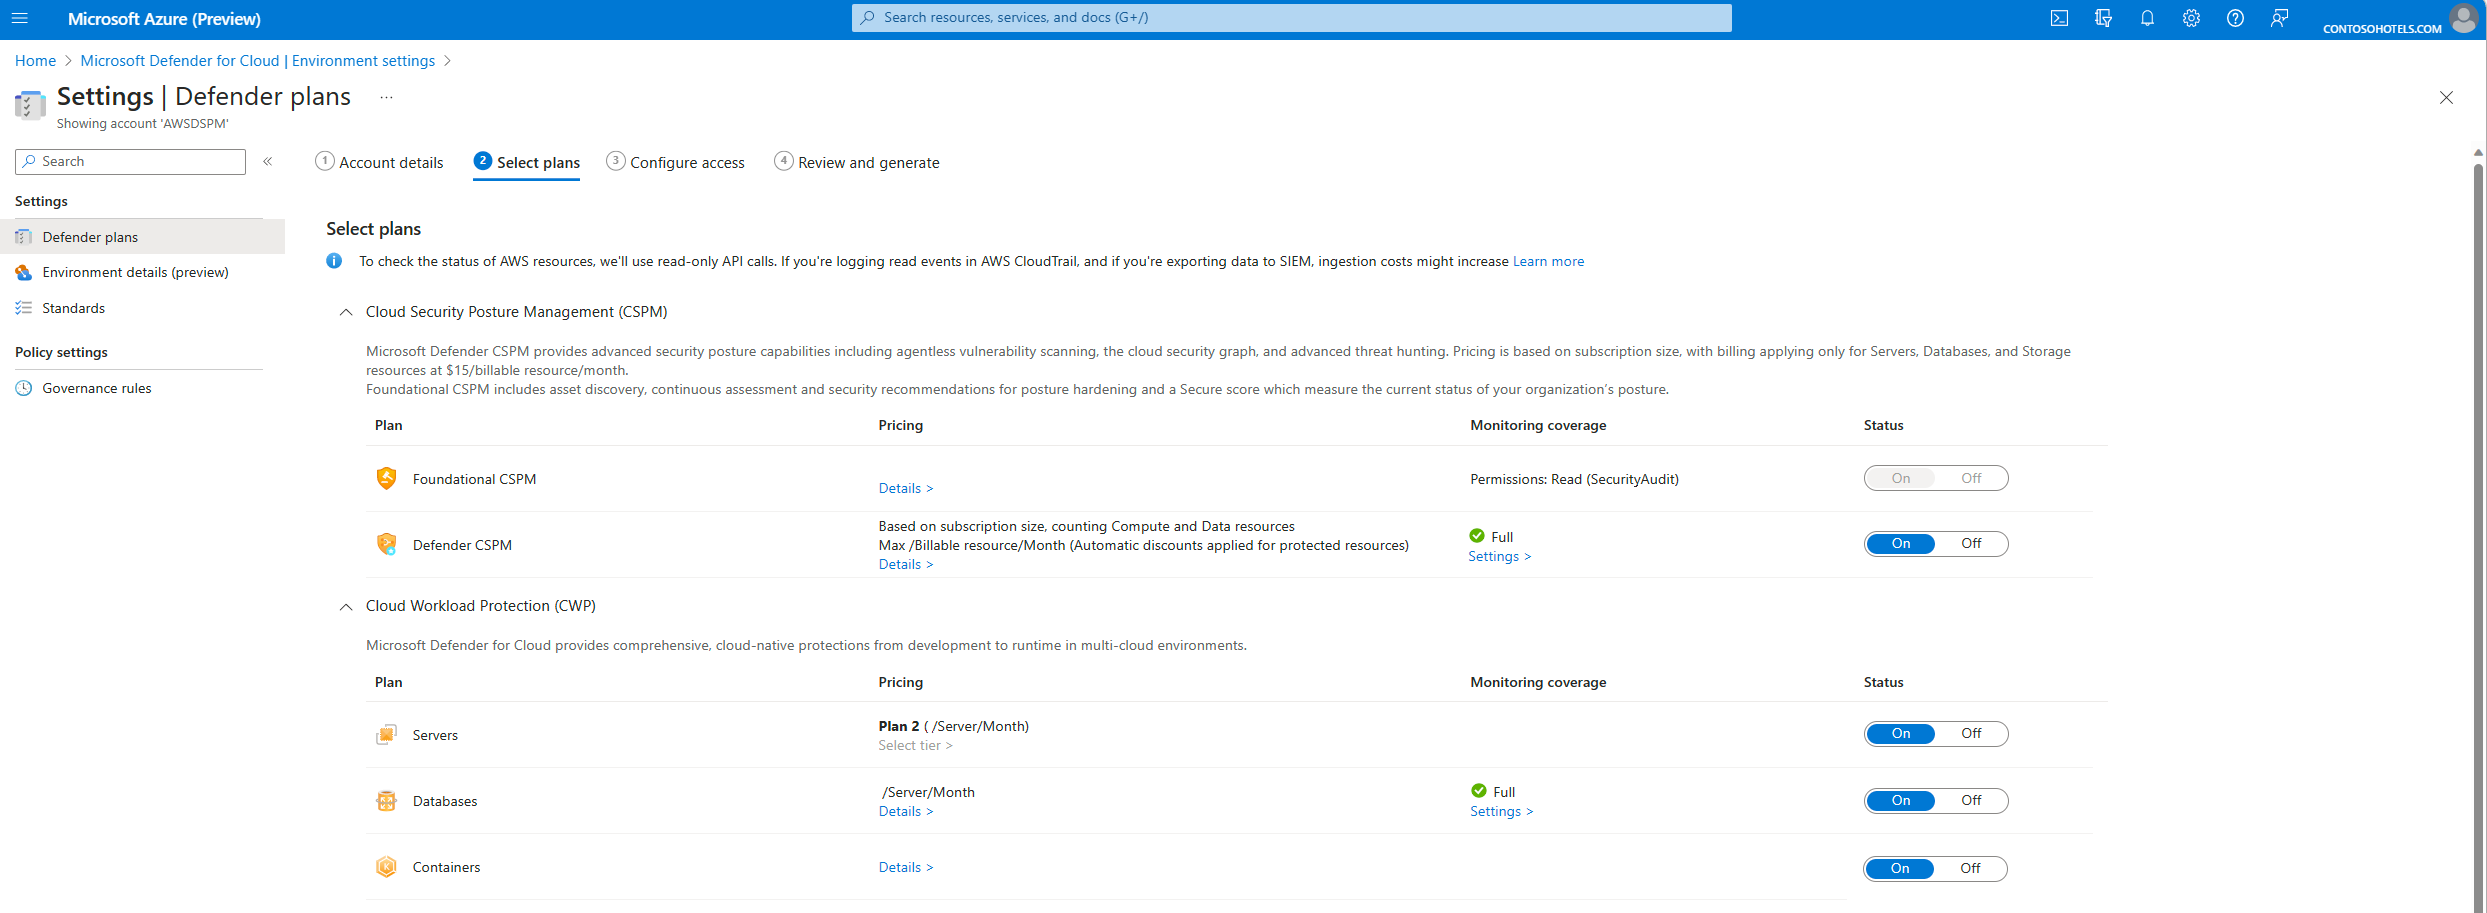 Microsoft Azure (Preview)
Search resources, services, and docs (G+/)
CONTOSOHOTELS.COM
Home > Microsoft Defender for Cloud | Environment settings >
Settings | Defender plans ...
Showing account 'AWSDSPM'
Search
«
1 Account details
2 Select plans
3 Configure access
4 Review and generate
Settings
Defender plans
Environment details (preview)
Standards
Policy settings
Governance rules
Select plans
To check the status of AWS resources, we'll use read-only API calls. If you're logging read events in AWS CloudTrail, and if you're exporting data to SIEM, ingestion costs might increase Learn more
Cloud Security Posture Management (CSPM)
Microsoft Defender CSPM provides advanced security posture capabilities including agentless vulnerability scanning, the cloud security graph, and advanced threat hunting. Pricing is based on subscription size, with billing applying only for Servers, Databases, and Storage
resources at $15/billable resource/month.
Foundational CSPM includes asset discovery, continuous assessment and security recommendations for posture hardening and a Secure score which measure the current status of your organization's posture.
Plan Pricing Monitoring coverage Status
Foundational CSPM
Details >
Permissions: Read (SecurityAudit)
On Off
Defender CSPM
Based on subscription size, counting Compute and Data resources
Max /Billable resource/Month (Automatic discounts applied for protected resources)
Details >
Full
Settings >
On Off
Cloud Workload Protection (CWP)
Microsoft Defender for Cloud provides comprehensive, cloud-native protections from development to runtime in multi-cloud environments.
Plan Pricing Monitoring coverage Status
Servers
Plan 2 ( /Server/Month)
Select tier >
On Off
Databases
/Server/Month
Details >
Full
Settings >
On Off
Containers
Details >
On Off